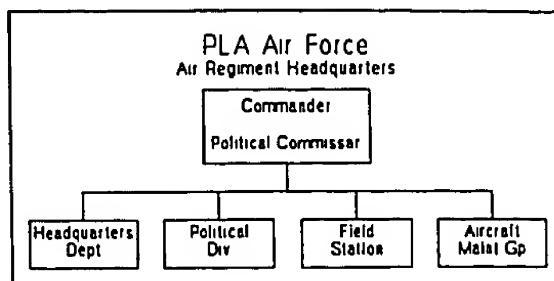 PLA Air Force
Air Regiment Headquarters
Commander
Political Commissar
Headquarters Dept
Political Div
Field Station
Aircraft Maint Gp